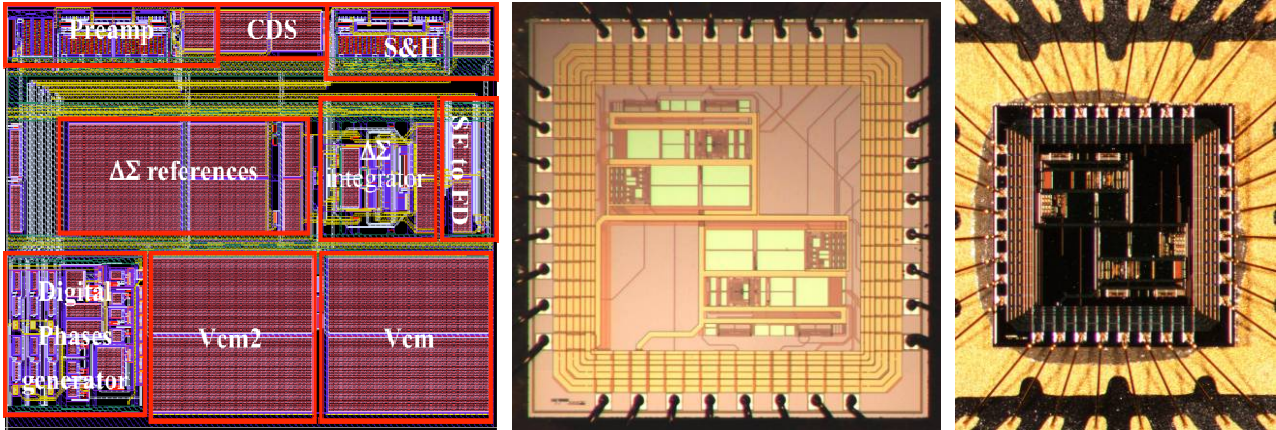 Preamp
CDS
S&H
ΔΣ references
ΔΣ
integrator
SE to FD
Digital
Phases
generator
Vcm2
Vcm